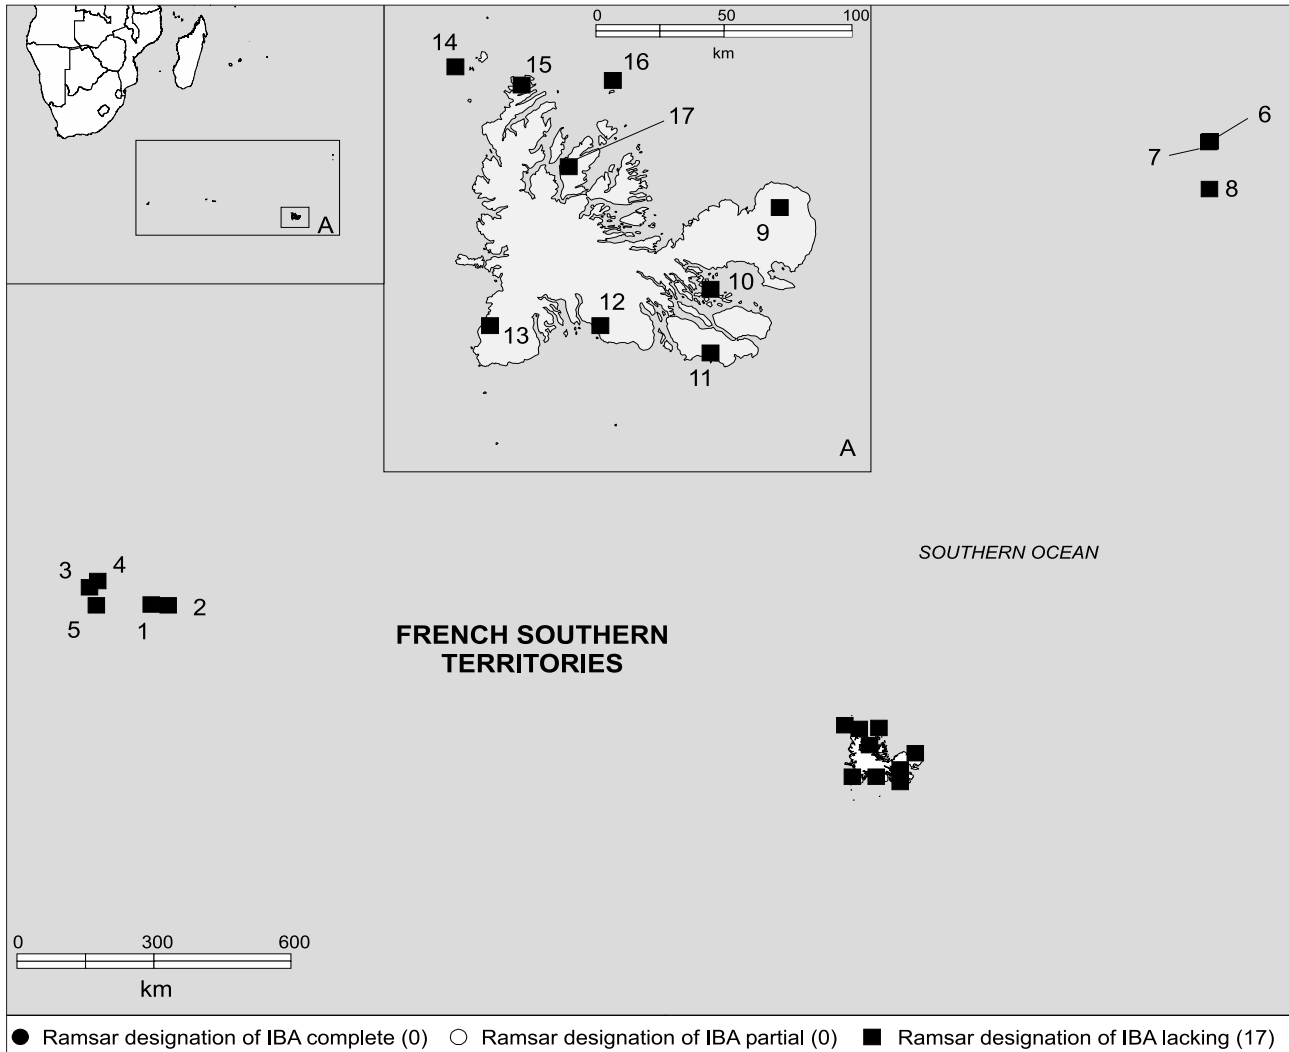 0 50 100
km
14
15
16
17
6
7
8
9
10
12
13
11
A
A
SOUTHERN OCEAN
3
4
5
1
2
FRENCH SOUTHERN
TERRITORIES
0 300 600
km
Ramsar designation of IBA complete (0) Ramsar designation of IBA partial (0) Ramsar designation of IBA lacking (17)